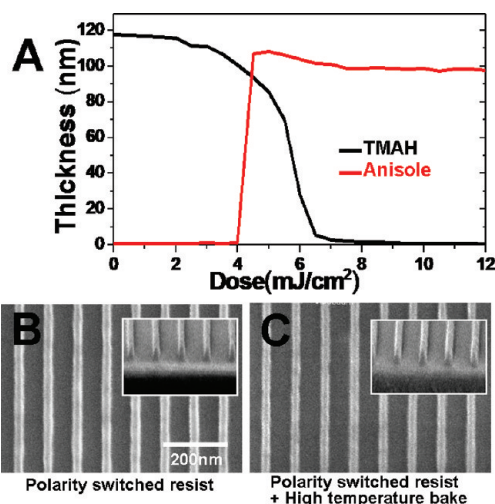 A
120
100
80
60
40
20
0
Thickness (nm)
TMAH
Anisole
0 2 4 6 8 10 12
Dose(mJ/cm²)
B
C
200nm
Polarity switched resist
Polarity switched resist
+ High temperature bake